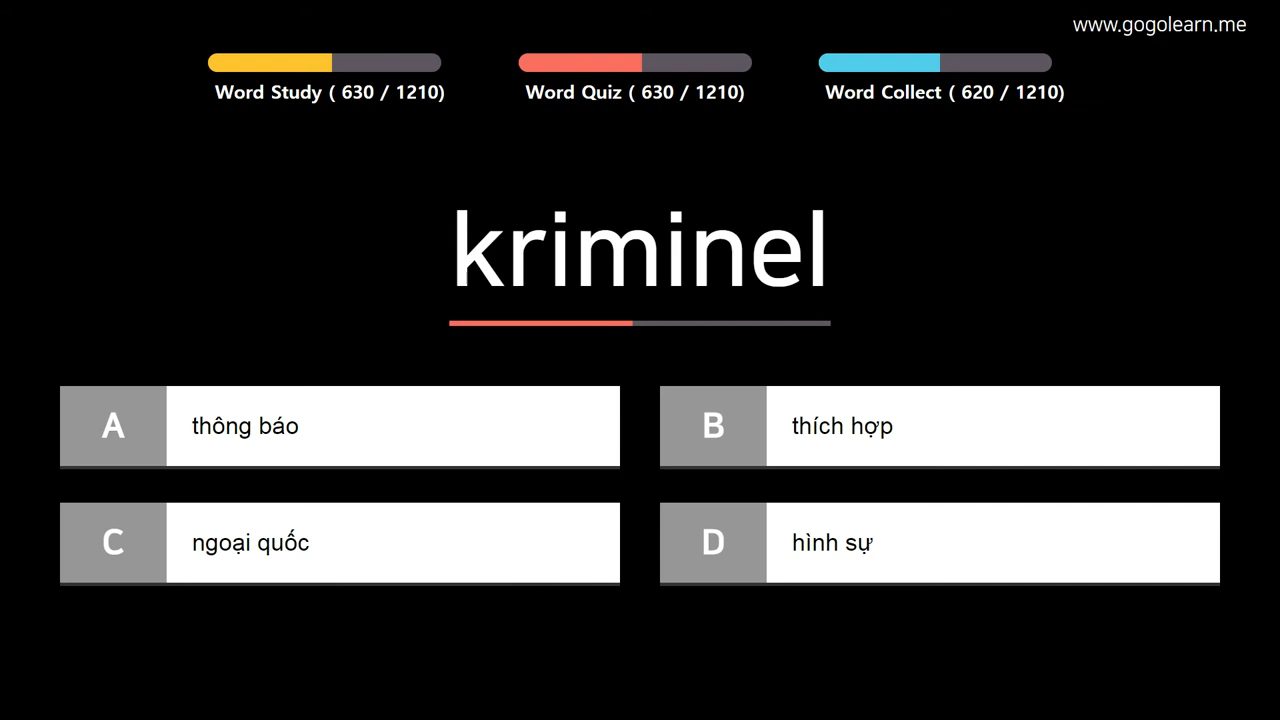 www.gogolearn.me
Word Study ( 630 / 1210)
Word Quiz ( 630 / 1210)
Word Collect ( 620 / 1210)
kriminel
A thông báo
B thích hợp
C ngoại quốc
D hình sự